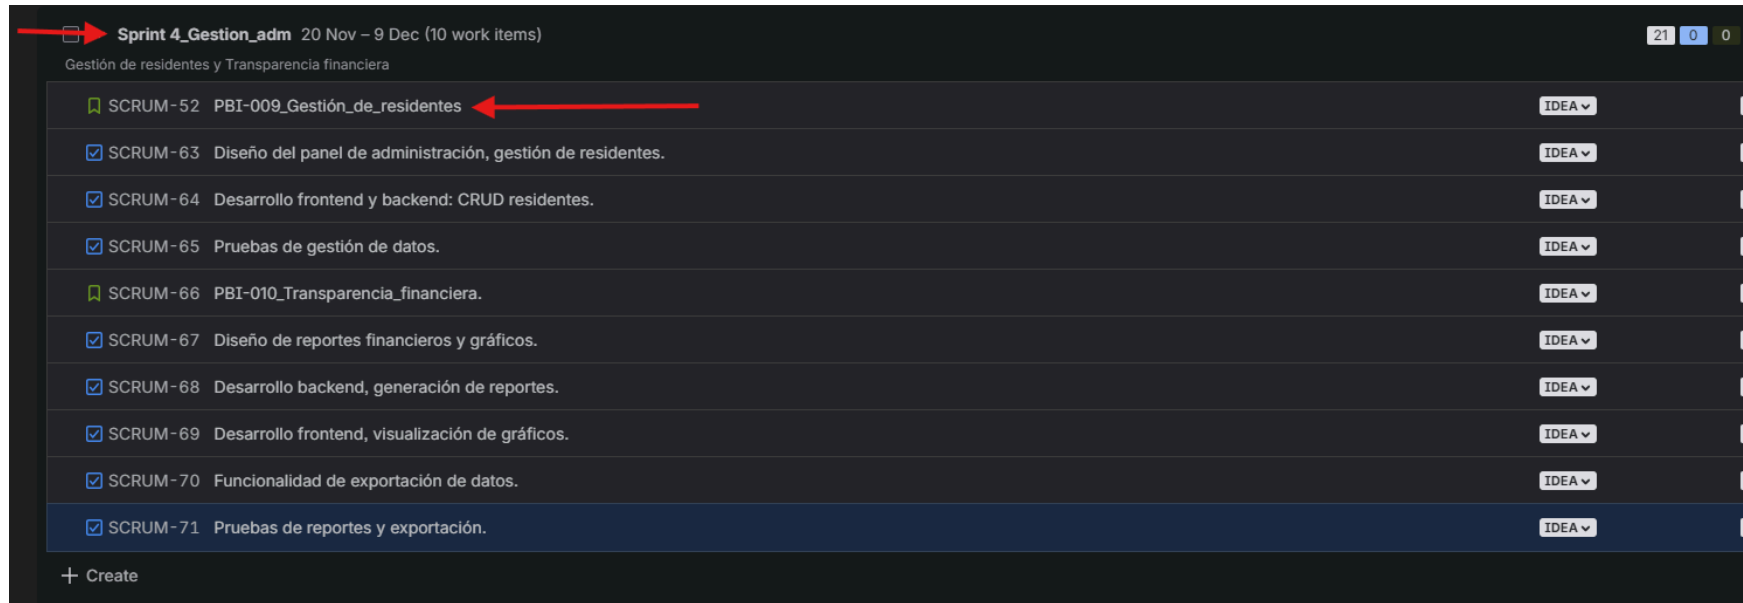 Sprint 4_Gestion_adm 20 Nov – 9 Dec (10 work items) 21 0 0
Gestión de residentes y Transparencia financiera
SCRUM-52 PBI-009_Gestión_de_residentes IDEA
SCRUM-63 Diseño del panel de administración, gestión de residentes. IDEA
SCRUM-64 Desarrollo frontend y backend: CRUD residentes. IDEA
SCRUM-65 Pruebas de gestión de datos. IDEA
SCRUM-66 PBI-010_Transparencia_financiera. IDEA
SCRUM-67 Diseño de reportes financieros y gráficos. IDEA
SCRUM-68 Desarrollo backend, generación de reportes. IDEA
SCRUM-69 Desarrollo frontend, visualización de gráficos. IDEA
SCRUM-70 Funcionalidad de exportación de datos. IDEA
SCRUM-71 Pruebas de reportes y exportación. IDEA
+ Create